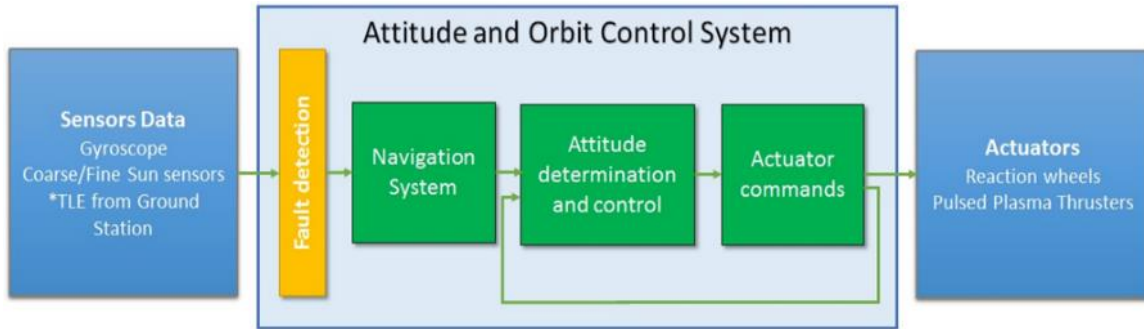 Attitude and Orbit Control System
Sensors Data
Gyroscope
Coarse/Fine Sun sensors
*TLE from Ground
Station
Fault detection
Navigation
System
Attitude
determination
and control
Actuator
commands
Actuators
Reaction wheels
Pulsed Plasma Thrusters